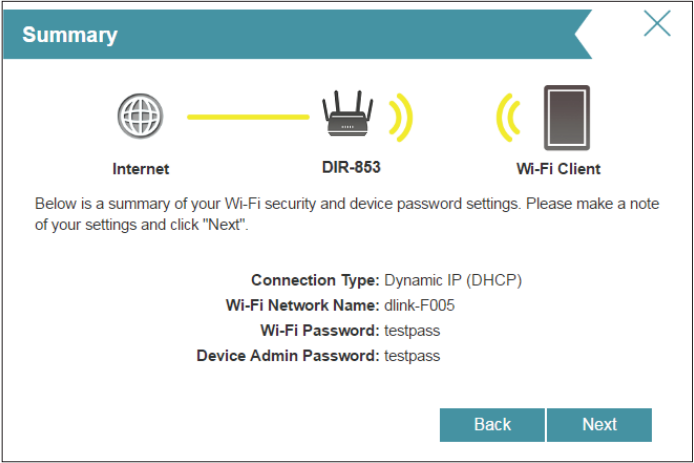 Summary
Internet
DIR-853
Wi-Fi Client
Below is a summary of your Wi-Fi security and device password settings. Please make a note
of your settings and click "Next".
Connection Type: Dynamic IP (DHCP)
Wi-Fi Network Name: dlink-F005
Wi-Fi Password: testpass
Device Admin Password: testpass
Back
Next